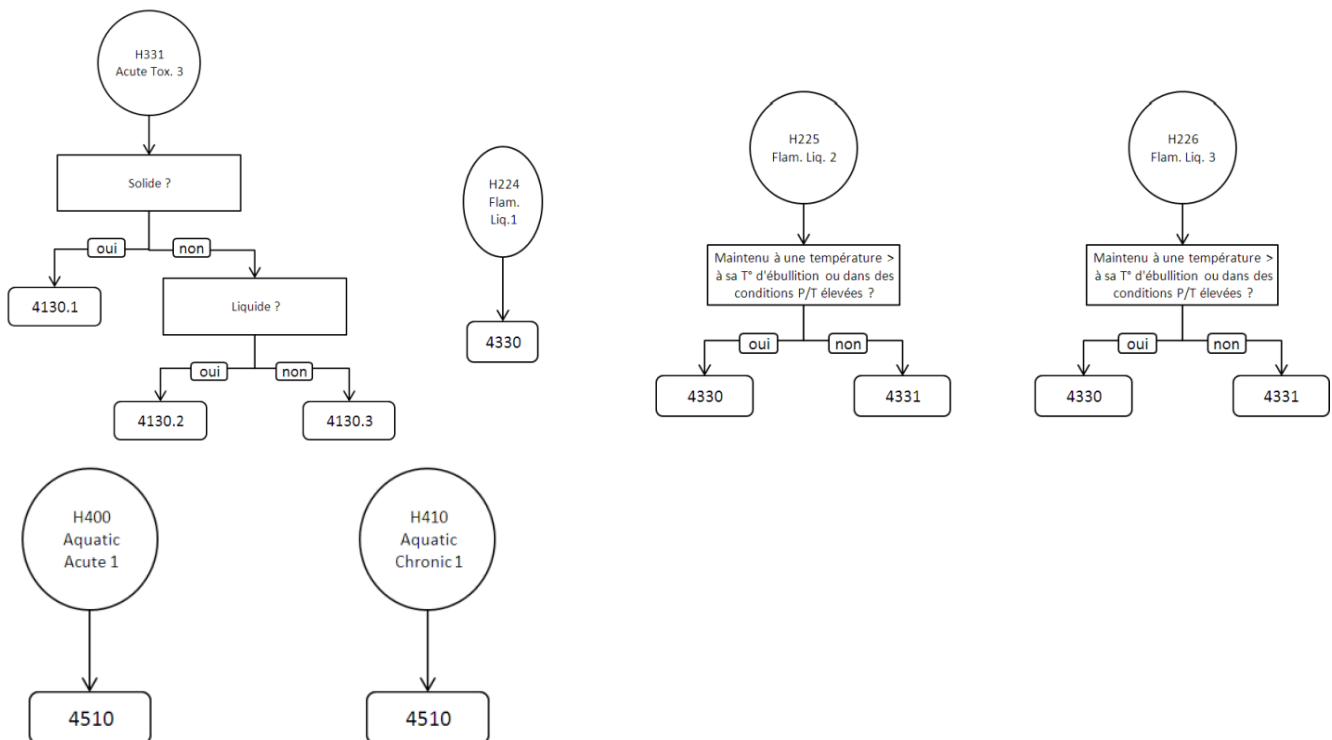 H331
Acute Tox. 3
Solide ?
oui
non
4130.1
Liquide ?
oui
non
4130.2
4130.3
H224
Flam.
Liq.1
4330
H225
Flam. Liq. 2
Maintenu à une température >
à sa T° d'ébullition ou dans des
conditions P/T élevées ?
oui
non
4330
4331
H226
Flam. Liq. 3
Maintenu à une température >
à sa T° d'ébullition ou dans des
conditions P/T élevées ?
oui
non
4330
4331
H400
Aquatic
Acute 1
4510
H410
Aquatic
Chronic 1
4510